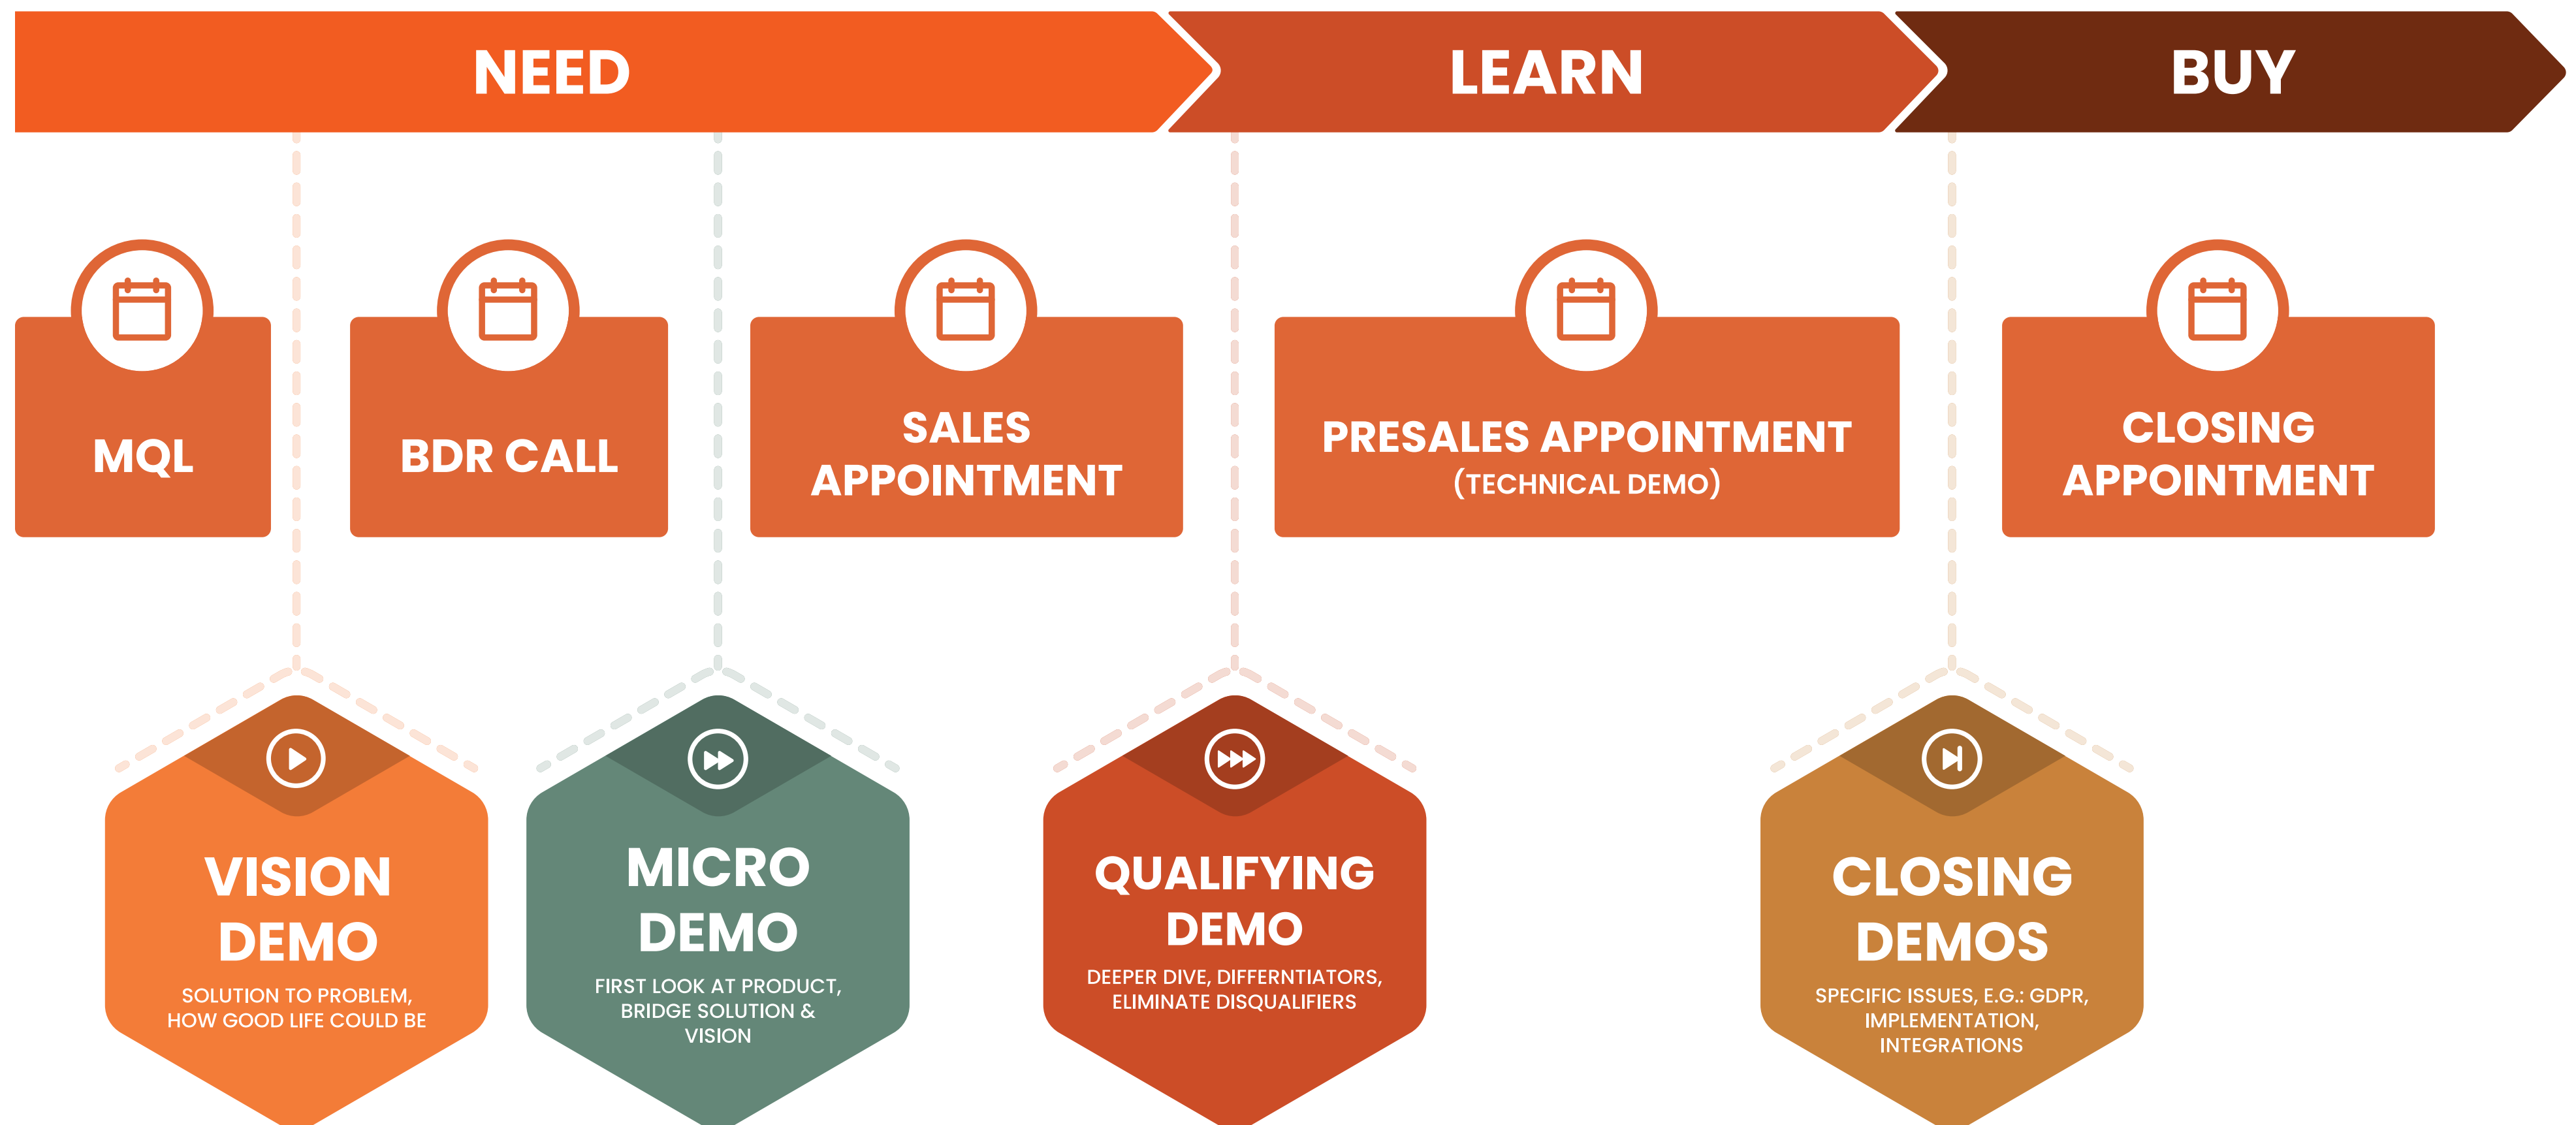 NEED
LEARN
BUY
MQL
BDR CALL
SALES
APPOINTMENT
PRESALES APPOINTMENT
(TECHNICAL DEMO)
CLOSING
APPOINTMENT
VISION
DEMO
SOLUTION TO PROBLEM,
HOW GOOD LIFE COULD BE
MICRO
DEMO
FIRST LOOK AT PRODUCT,
BRIDGE SOLUTION &
VISION
QUALIFYING
DEMO
DEEPER DIVE, DIFFERNTIATORS,
ELIMINATE DISQUALIFIERS
CLOSING
DEMOS
SPECIFIC ISSUES, E.G.: GDPR,
IMPLEMENTATION,
INTEGRATIONS